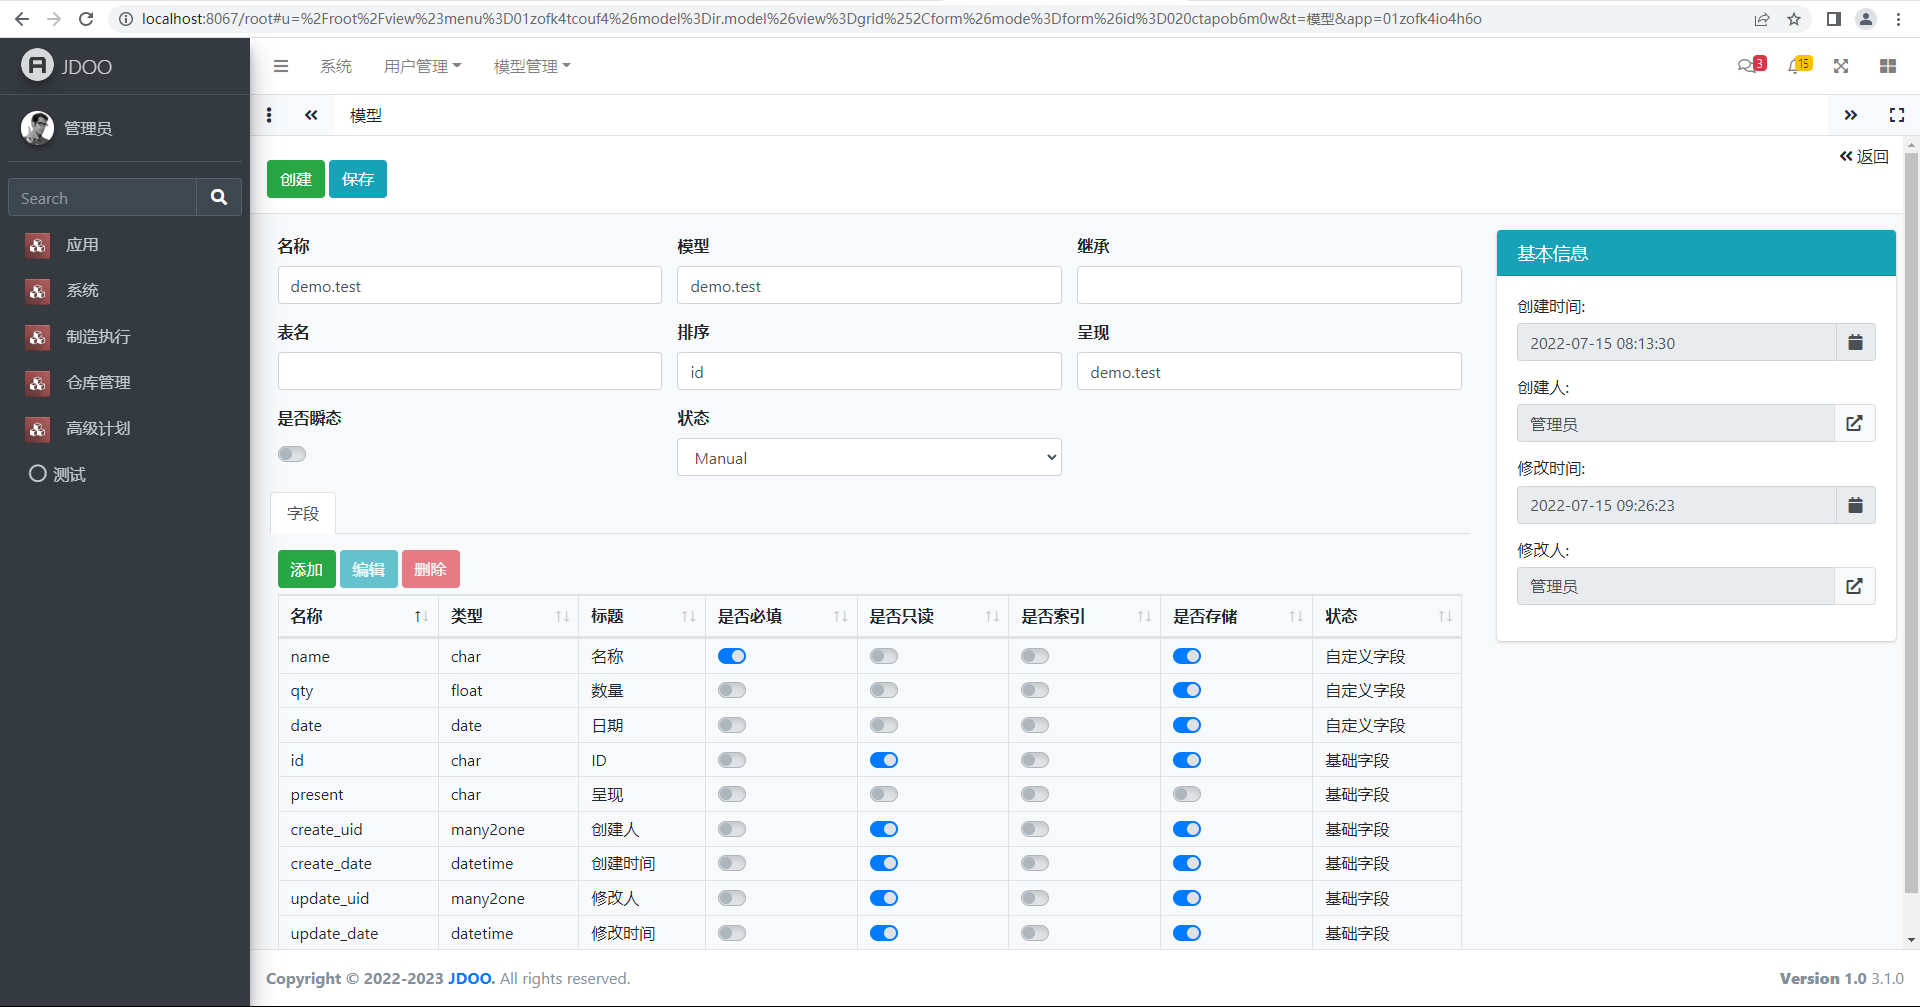 localhost:8067/root#u=%2Froot%2Fview%23menu%3D01zofk4tcouf4%26model%3Dir.model%26view%3Dgrid%252Cform%26mode%3Dform%26id%3D020ctapob6m0w&t=模型&app=01zofk4io4h6o
JDOO
系统 用户管理 模型管理 3 15
模型
管理员
返回
创建 保存
Search
应用
系统
制造执行
仓库管理
高级计划
测试
名称 模型 继承
demo.test demo.test
表名 排序 呈现
id demo.test
是否瞬态 状态
Manual
基本信息
创建时间:
2022-07-15 08:13:30
创建人:
管理员
修改时间:
2022-07-15 09:26:23
修改人:
管理员
字段
添加 编辑 删除
名称 类型 标题 是否必填 是否只读 是否索引 是否存储 状态
name char 名称 自定义字段
qty float 数量 自定义字段
date date 日期 自定义字段
id char ID 基础字段
present char 呈现 基础字段
create_uid many2one 创建人 基础字段
create_date datetime 创建时间 基础字段
update_uid many2one 修改人 基础字段
update_date datetime 修改时间 基础字段
Copyright © 2022-2023 JDOO. All rights reserved. Version 1.0 3.1.0